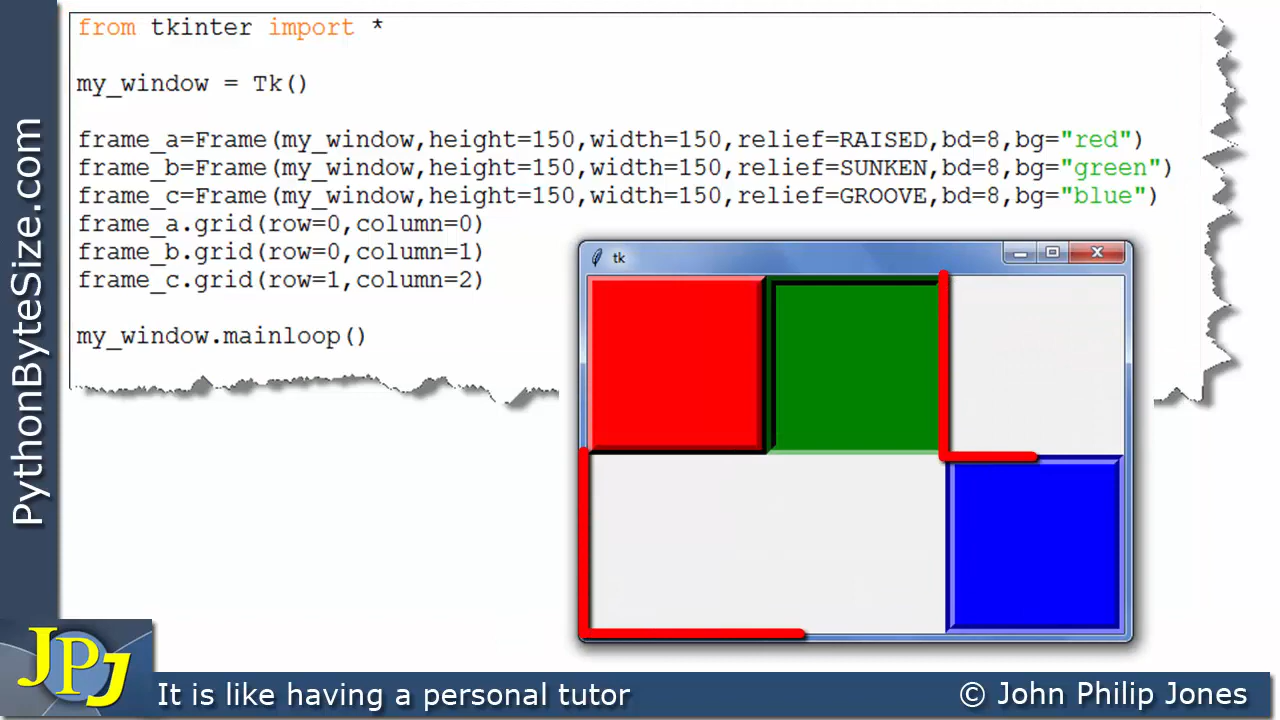 from tkinter import *
my_window = Tk()
frame_a=Frame(my_window,height=150,width=150,relief=RAISED,bd=8,bg="red")
frame_b=Frame(my_window,height=150,width=150,relief=SUNKEN,bd=8,bg="green")
frame_c=Frame(my_window,height=150,width=150,relief=GROOVE,bd=8,bg="blue")
frame_a.grid(row=0,column=0)
frame_b.grid(row=0,column=1)
frame_c.grid(row=1,column=2)
my_window.mainloop()
tk
PythonByteSize.com
JPJ
It is like having a personal tutor
© John Philip Jones